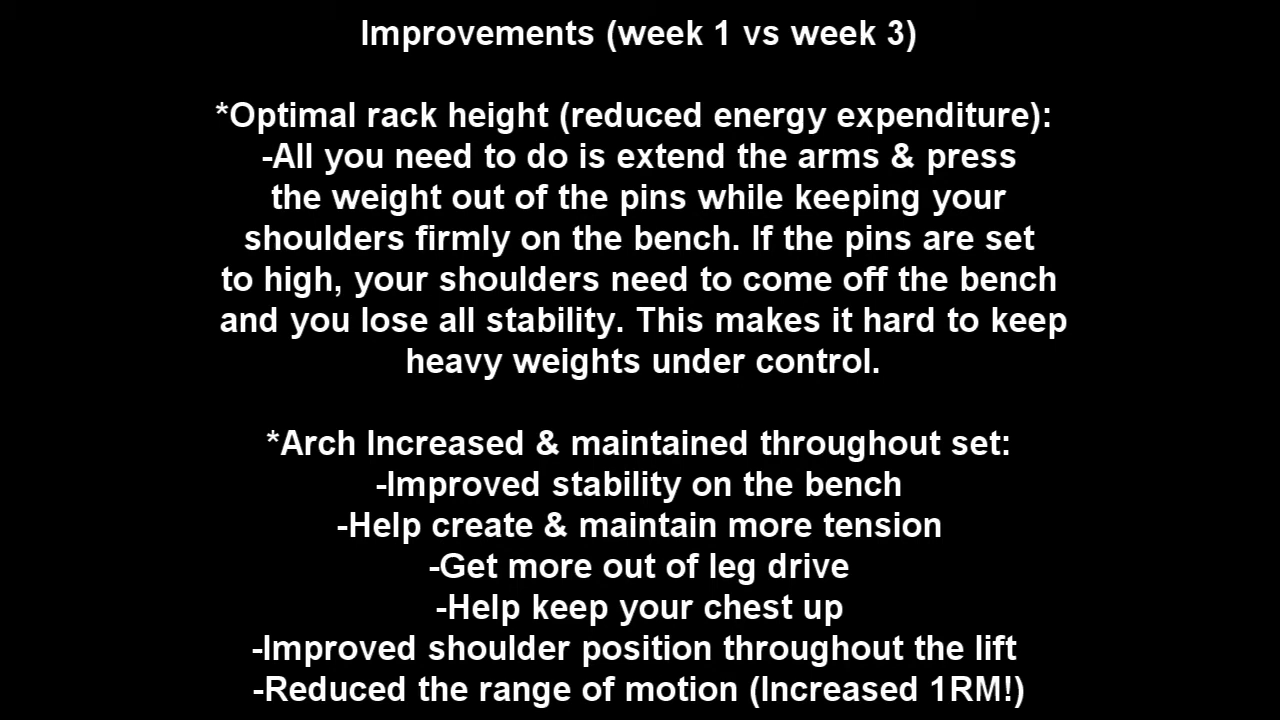 Improvements (week 1 vs week 3)
*Optimal rack height (reduced energy expenditure):
-All you need to do is extend the arms & press
the weight out of the pins while keeping your
shoulders firmly on the bench. If the pins are set
to high, your shoulders need to come off the bench
and you lose all stability. This makes it hard to keep
heavy weights under control.
*Arch Increased & maintained throughout set:
-Improved stability on the bench
-Help create & maintain more tension
-Get more out of leg drive
-Help keep your chest up
-Improved shoulder position throughout the lift
-Reduced the range of motion (Increased 1RM!)